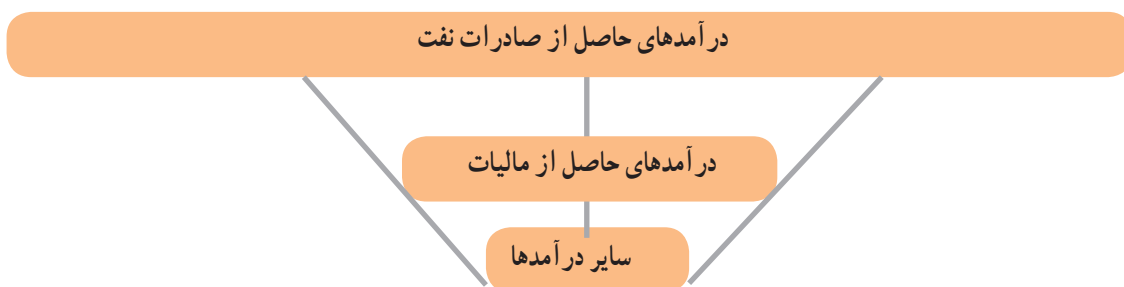 درآمدهای حاصل از صادرات نفت
درآمدهای حاصل از مالیات
سایر درآمدها